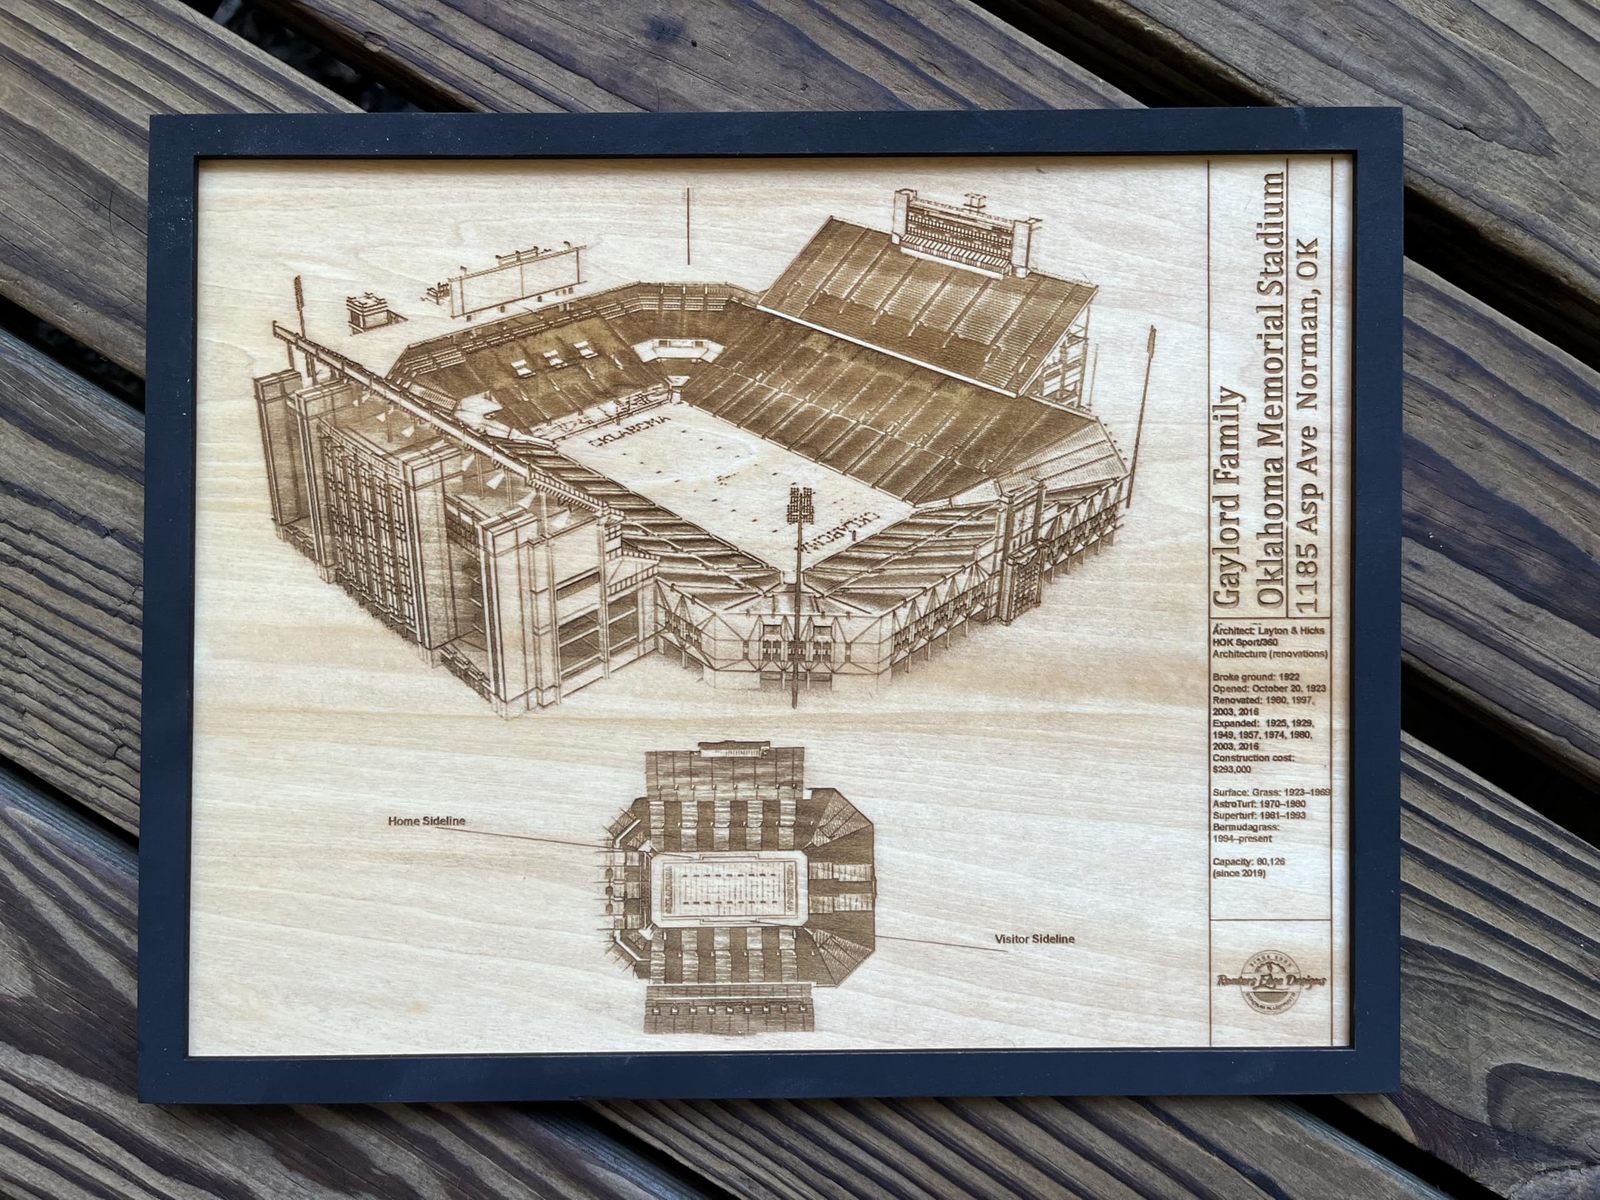 Gaylord Family
Oklahoma Memorial Stadium
1185 Asp Ave Norman, OK
Architect: Layton & Hicks
HOK Sport/360
Architecture (renovations)
Broke ground: 1922
Opened: October 20, 1923
Renovated: 1980, 1997,
2003, 2016
Expanded: 1925, 1929,
1949, 1957, 1974, 1980,
2003, 2016
Construction cost:
$293,000
Surface: Grass: 1923–1969
AstroTurf: 1970–1980
Superturf: 1981–1993
Bermudagrass:
1994–present
Capacity: 80,126
(since 2019)
OKLAHOMA
OKLAHOMA
Home Sideline
Visitor Sideline
Edge Designs